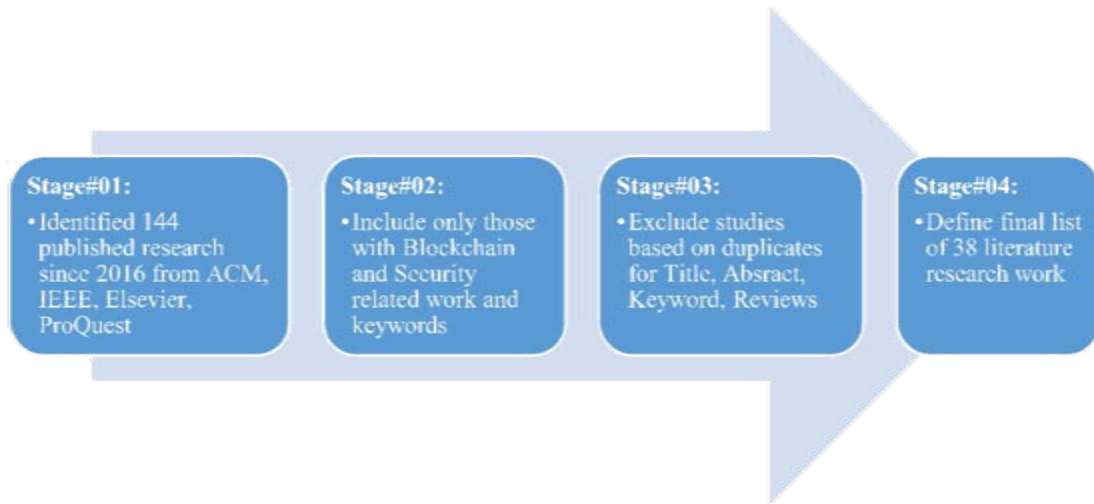 Stage#01:
•Identified 144
published research
since 2016 from ACM,
IEEE, Elsevier,
ProQuest
Stage#02:
•Include only those
with Blockchain
and Security
related work and
keywords
Stage#03:
•Exclude studies
based on duplicates
for Title, Absract,
Keyword, Reviews
Stage#04:
•Define final list
of 38 literature
research work